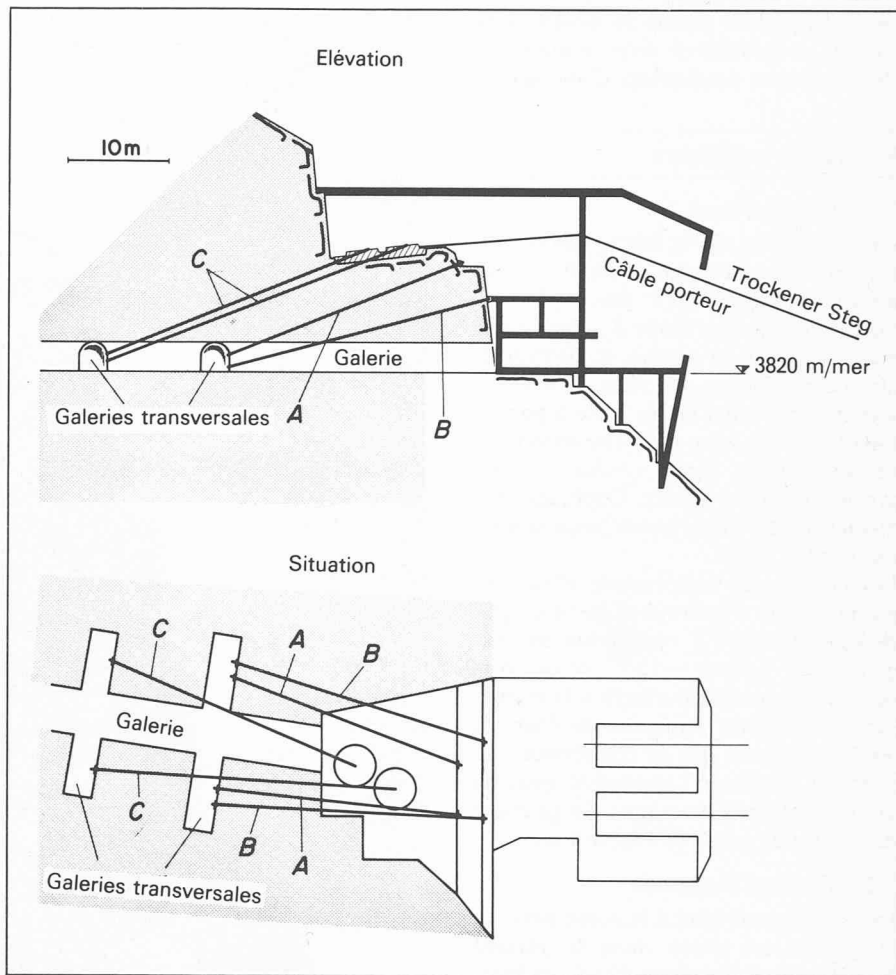 Elévation
10m
C
Câble porteur
Trockener Steg
Galerie
3820 m/mer
Galeries transversales
A
B
Situation
C
A
B
Galerie
C
B
A
Galeries transversales